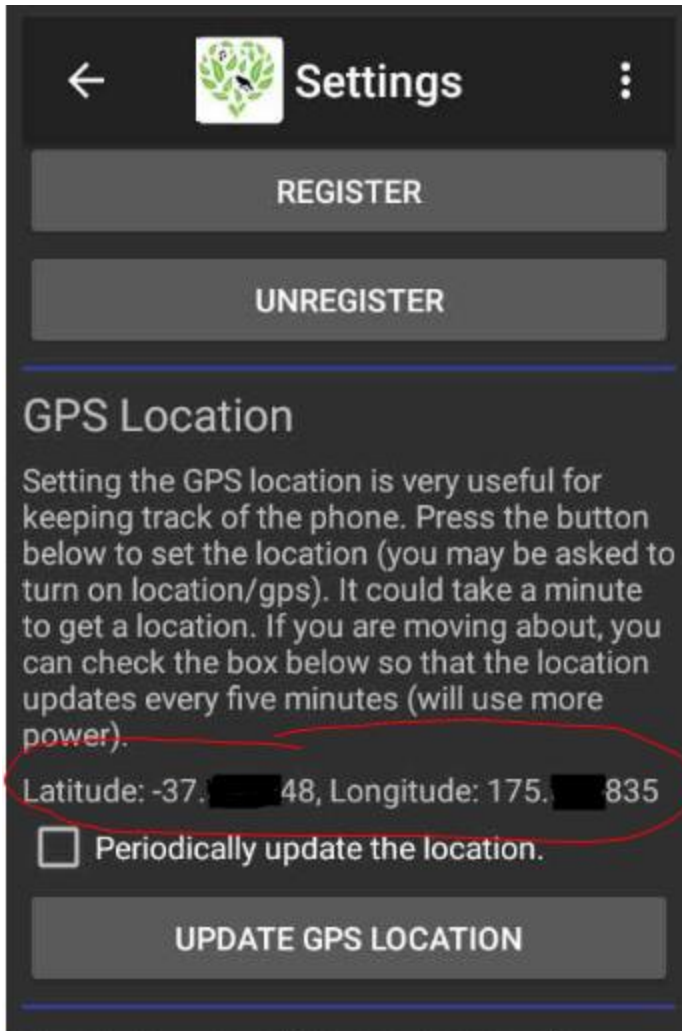 Settings
REGISTER
UNREGISTER
GPS Location
Setting the GPS location is very useful for
keeping track of the phone. Press the button
below to set the location (you may be asked to
turn on location/gps). It could take a minute
to get a location. If you are moving about, you
can check the box below so that the location
updates every five minutes (will use more
power).
Latitude: -37. 48, Longitude: 175. 835
Periodically update the location.
UPDATE GPS LOCATION